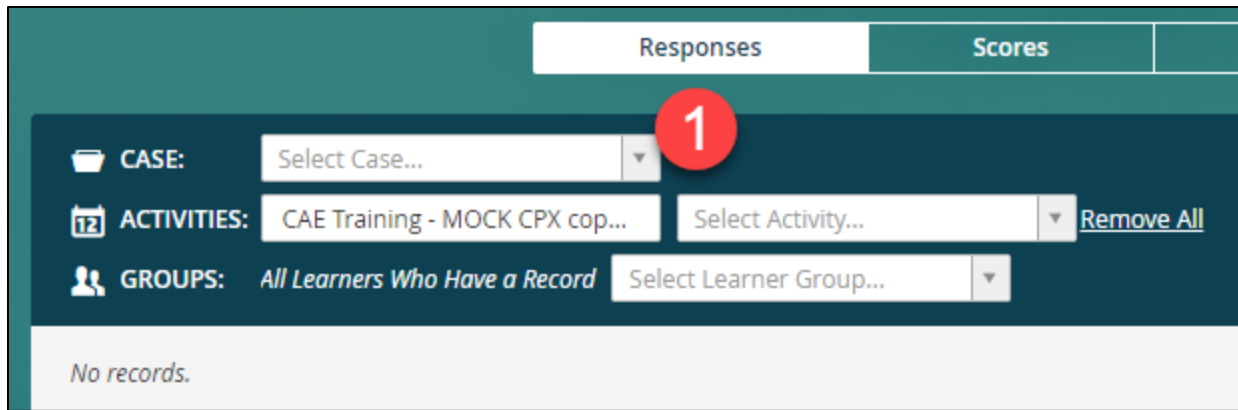 Responses Scores
1
CASE: Select Case...
12 ACTIVITIES: CAE Training - MOCK CPX cop... Select Activity... Remove All
GROUPS: All Learners Who Have a Record Select Learner Group...
No records.